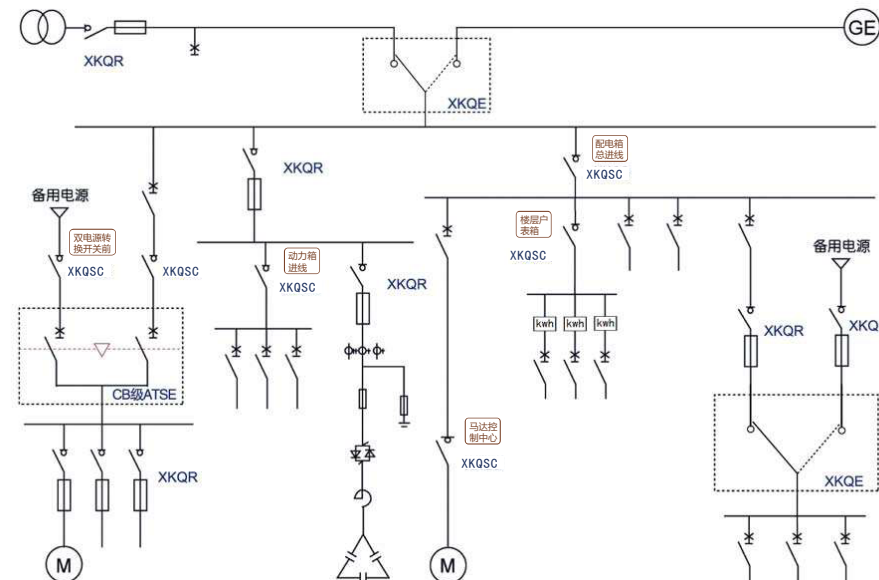 GE
XKQR
XKQE
配电箱
总进线
XKQSC
XKQR
备用电源
双电源转
换开关前
XKQSC
XKQSC
动力箱
进线
XKQSC
XKQR
楼层户
表箱
XKQSC
备用电源
kwh
kwh
kwh
XKQR
XKQ
CB级ATSE
马达控
制中心
XKQSC
XKQR
XKQE
M
M